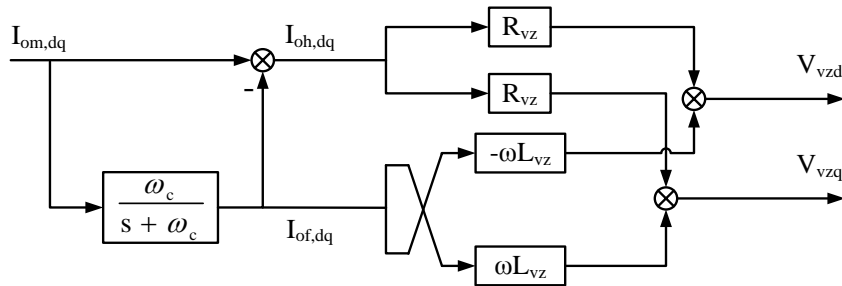 I_om,dq
I_oh,dq
R_vz
V_vzd
R_vz
-
-ωL_vz
V_vzq
ω_c
s + ω_c
I_of,dq
ωL_vz